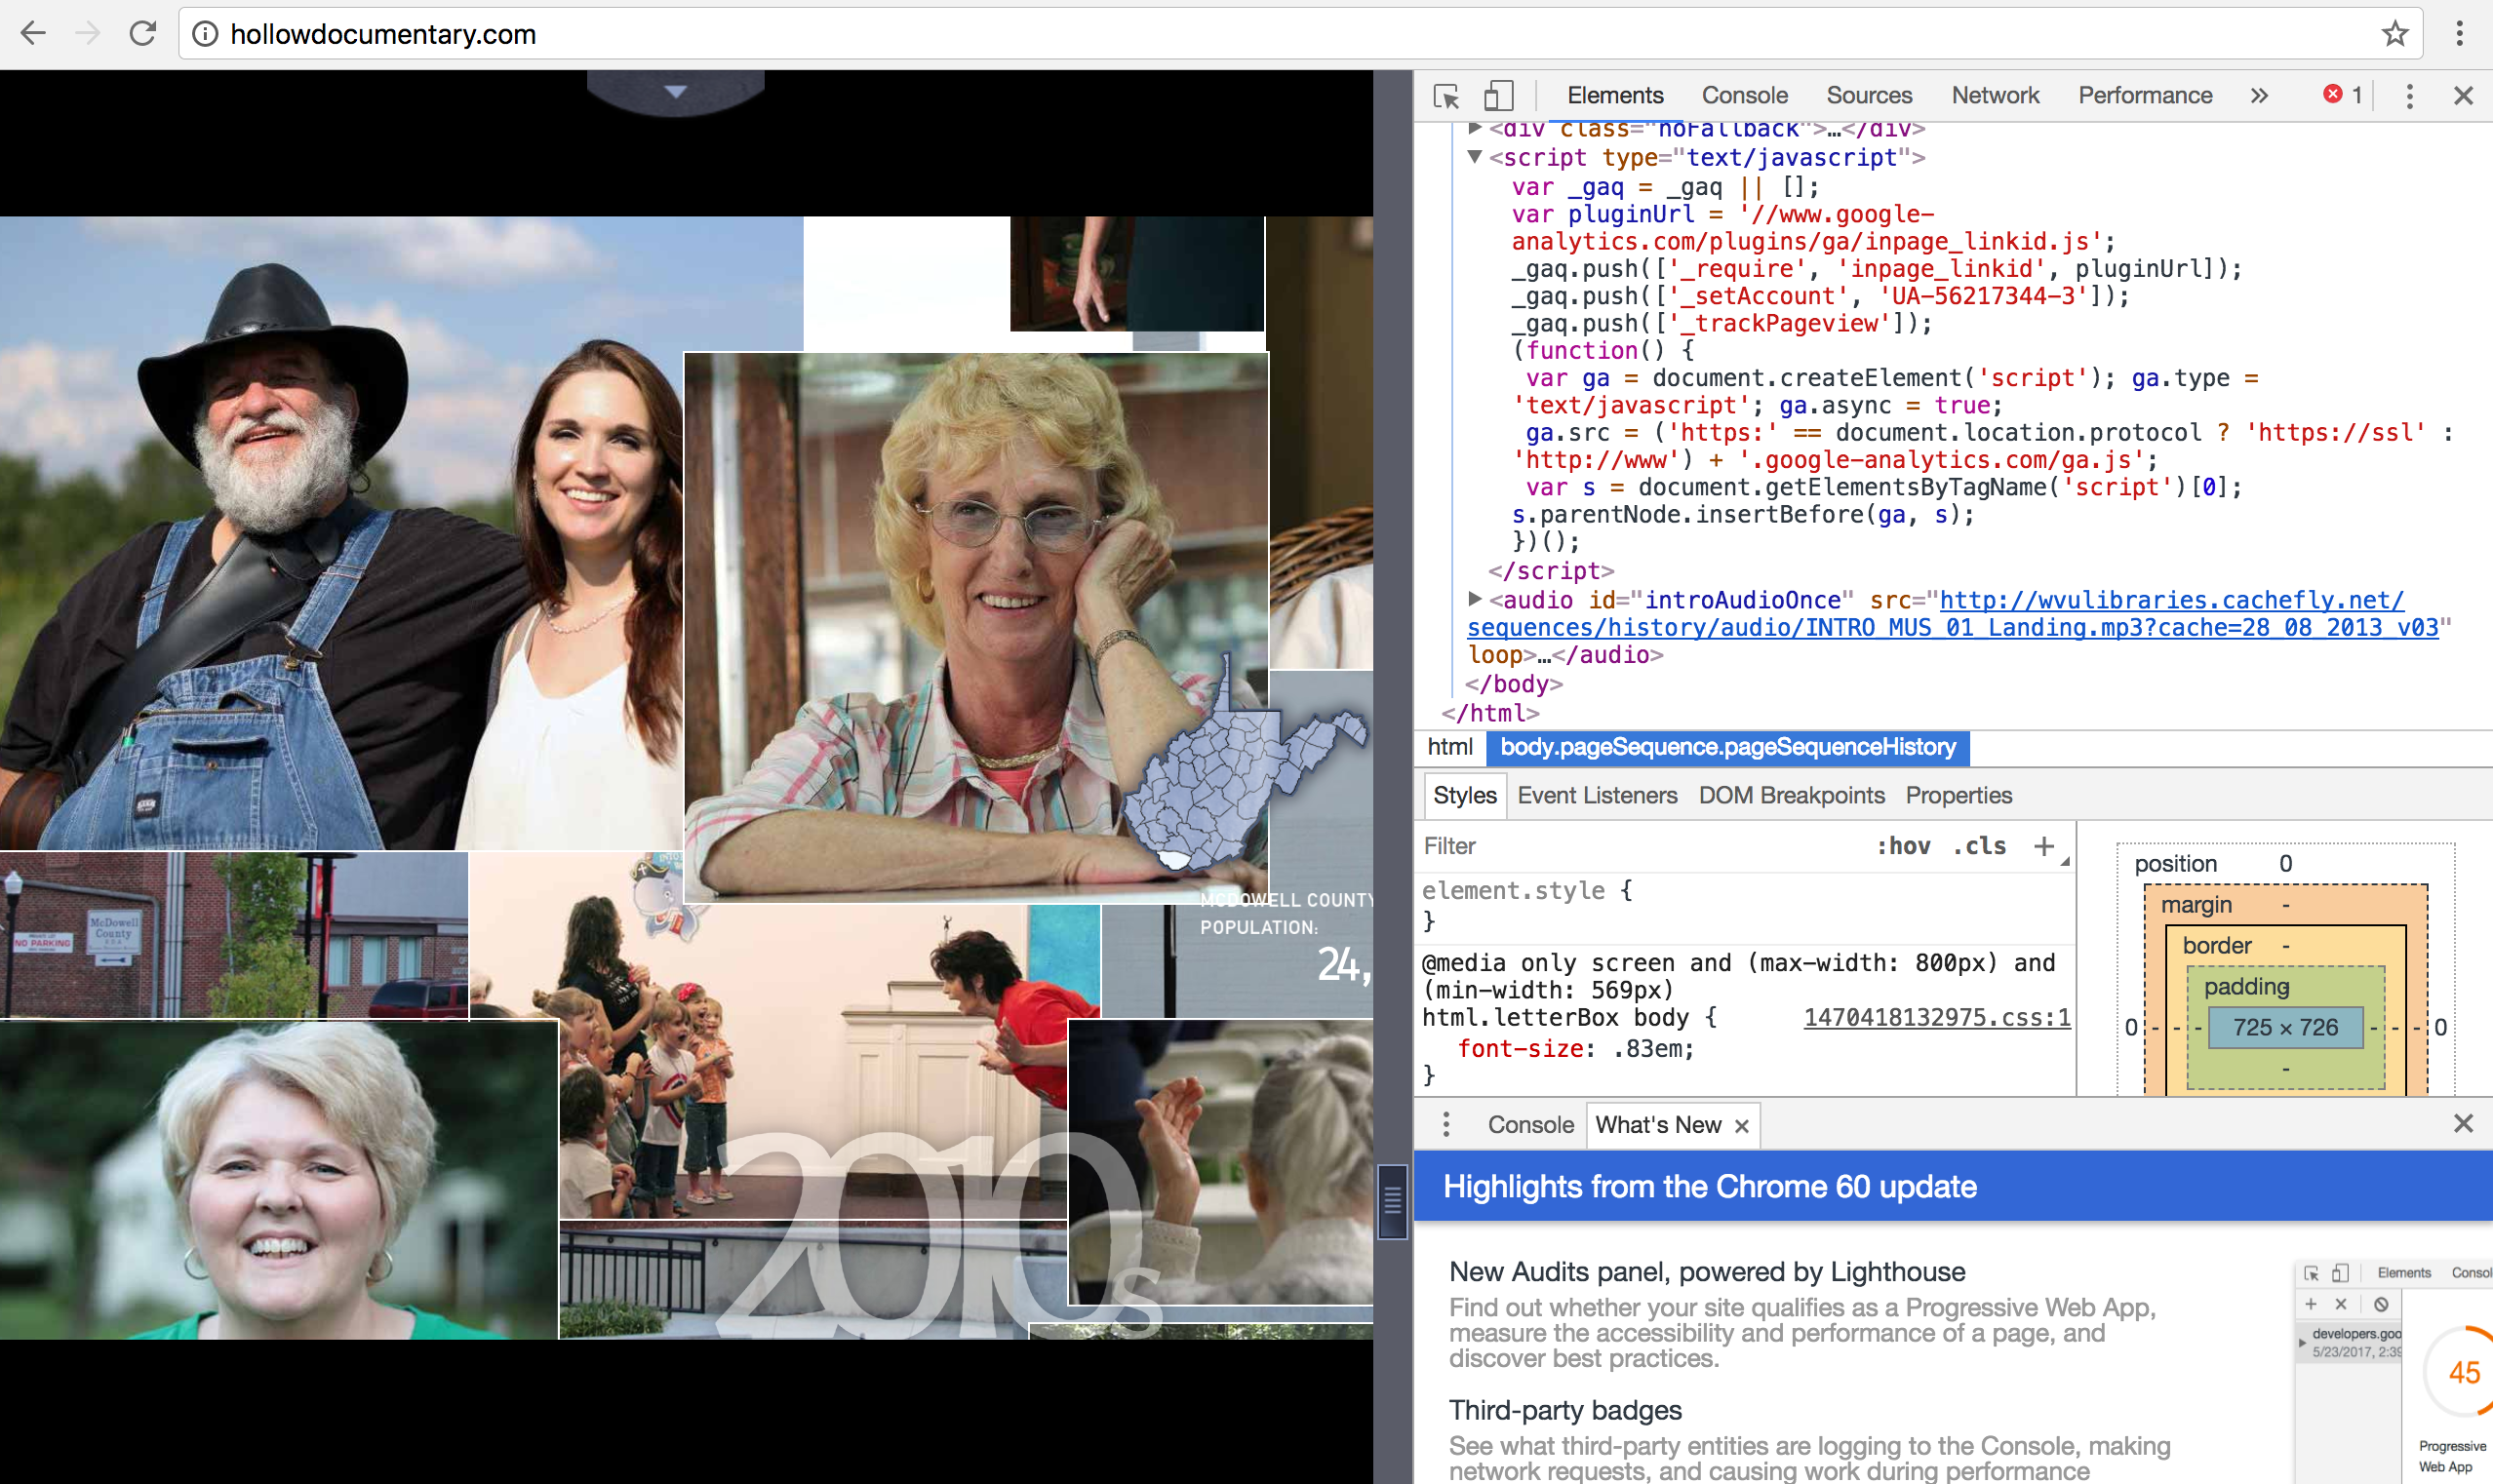 hollowdocumentary.com
McDowell
County
NO PARKING
MCDOWELL COUNTY
POPULATION:
24,
2010s
Elements Console Sources Network Performance » 1
<div class="noFallback">…</div>
<script type="text/javascript">
var _gaq = _gaq || [];
var pluginUrl = '//www.google-
analytics.com/plugins/ga/inpage_linkid.js';
_gaq.push(['_require', 'inpage_linkid', pluginUrl]);
_gaq.push(['_setAccount', 'UA-56217344-3']);
_gaq.push(['_trackPageview']);
(function() {
var ga = document.createElement('script'); ga.type =
'text/javascript'; ga.async = true;
ga.src = ('https:' == document.location.protocol ? 'https://ssl' :
'http://www') + '.google-analytics.com/ga.js';
var s = document.getElementsByTagName('script')[0];
s.parentNode.insertBefore(ga, s);
})();
</script>
<audio id="introAudioOnce" src="http://wvulibraries.cachefly.net/
sequences/history/audio/INTRO_MUS_01_Landing.mp3?cache=28_08_2013_v03"
loop>…</audio>
</body>
</html>
html body.pageSequence.pageSequenceHistory
Styles Event Listeners DOM Breakpoints Properties
Filter :hov .cls +
element.style {
}
@media only screen and (max-width: 800px) and
(min-width: 569px)
html.letterBox body { 1470418132975.css:1
font-size: .83em;
}
position 0
margin -
border -
padding -
0 - - - 725 × 726 - - - 0
-
Console What's New ×
Highlights from the Chrome 60 update
New Audits panel, powered by Lighthouse
Find out whether your site qualifies as a Progressive Web App,
measure the accessibility and performance of a page, and
discover best practices.
Third-party badges
See what third-party entities are logging to the Console, making
network requests, and causing work during performance
Elements Consol
developers.goo
5/23/2017, 2:39
45
Progressive
Web App